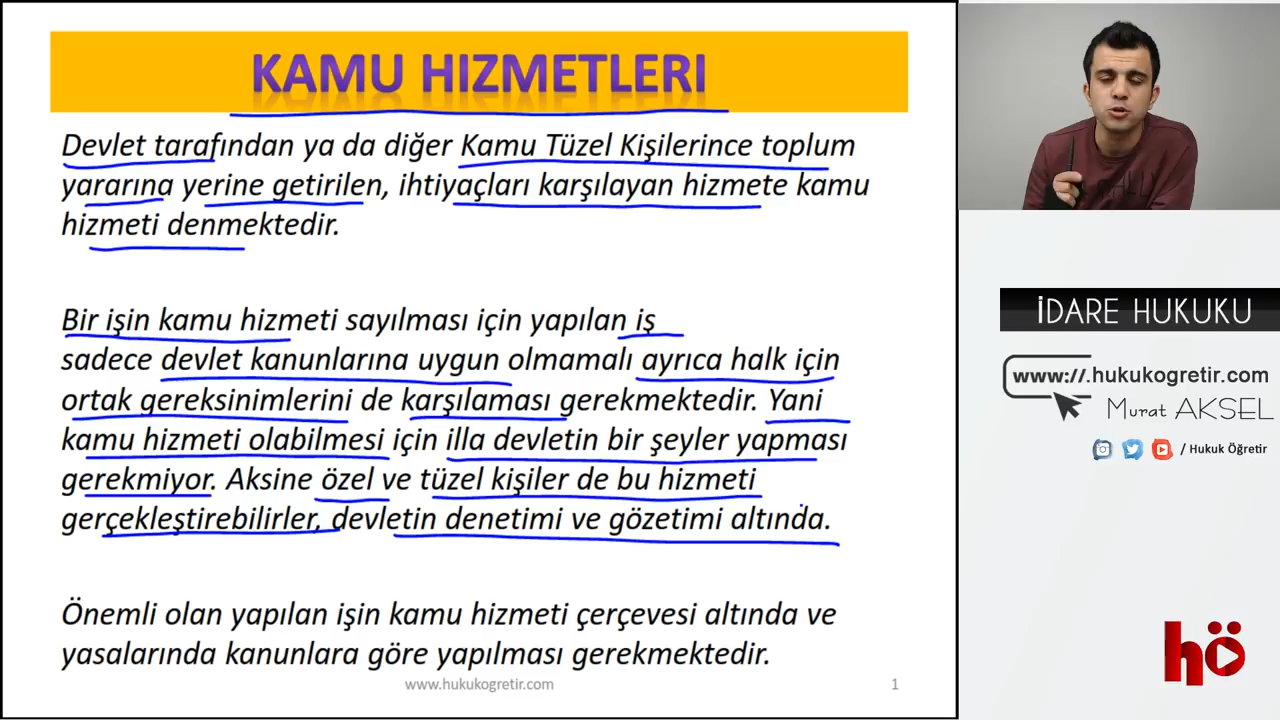 KAMU HIZMETLERI
Devlet tarafından ya da diğer Kamu Tüzel Kişilerince toplum
yararına yerine getirilen, ihtiyaçları karşılayan hizmete kamu
hizmeti denmektedir.
Bir işin kamu hizmeti sayılması için yapılan iş
sadece devlet kanunlarına uygun olmamalı ayrıca halk için
ortak gereksinimlerini de karşılaması gerekmektedir. Yani
kamu hizmeti olabilmesi için illa devletin bir şeyler yapması
gerekmiyor. Aksine özel ve tüzel kişiler de bu hizmeti
gerçekleştirebilirler, devletin denetimi ve gözetimi altında.
Önemli olan yapılan işin kamu hizmeti çerçevesi altında ve
yasalarında kanunlara göre yapılması gerekmektedir.
www.hukukogretir.com
1
İDARE HUKUKU
www://.hukukogretir.com
Murat AKSEL
/ Hukuk Öğretir
hö